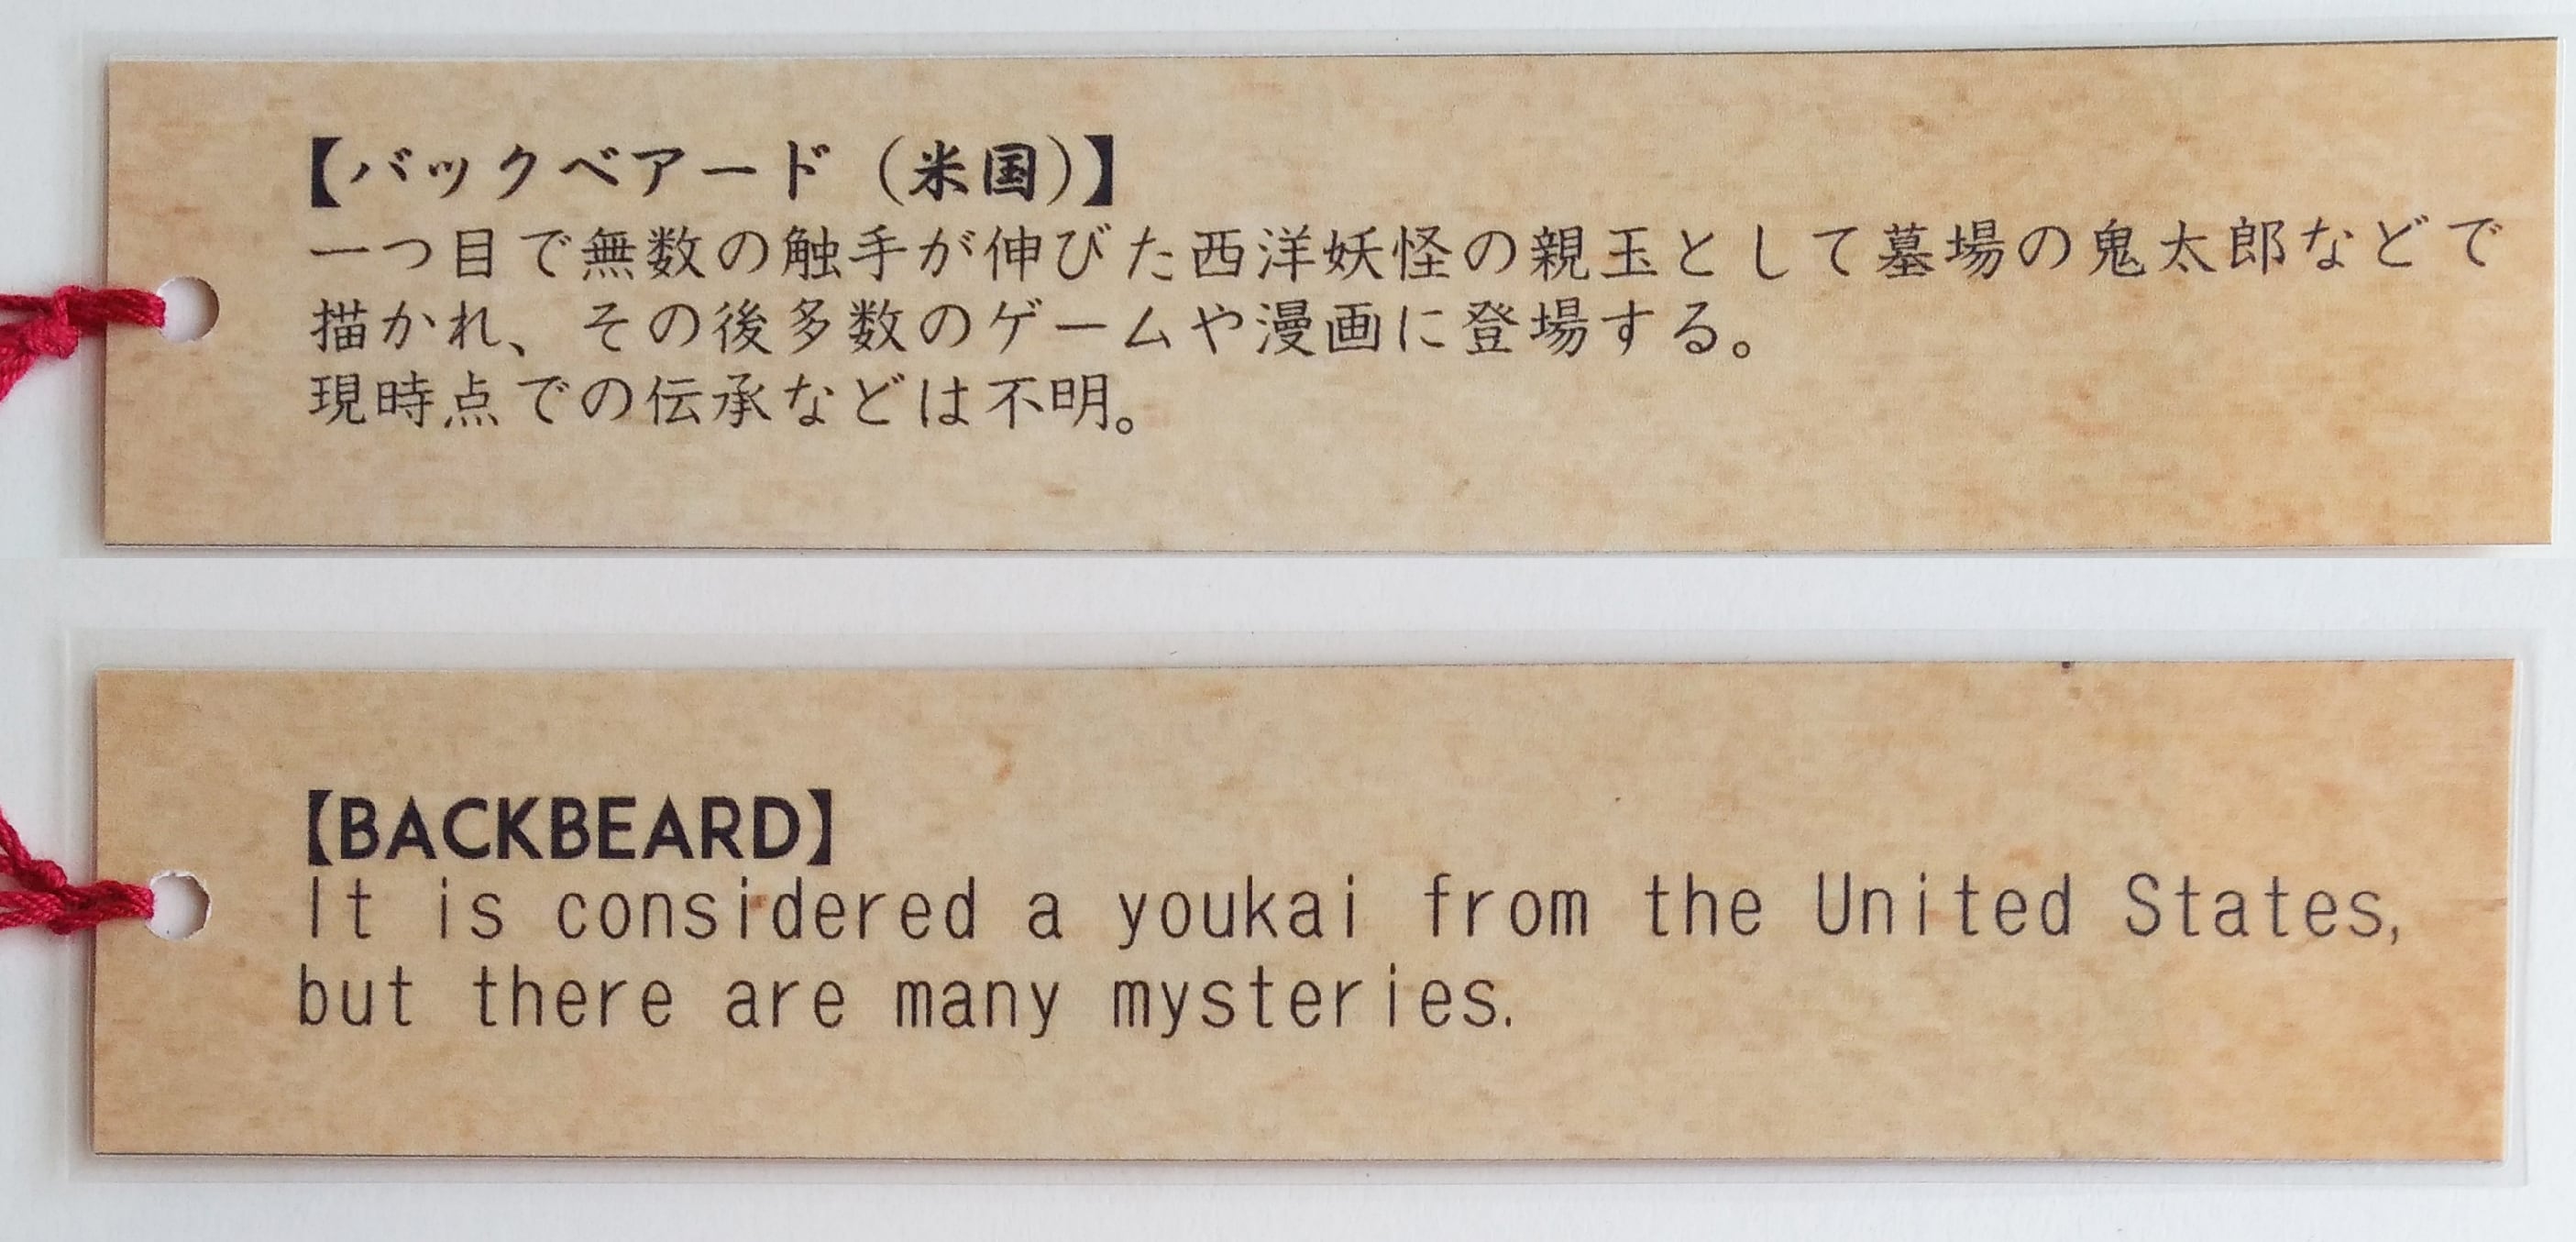 【バックベアード（米国）】
一つ目で無数の触手が伸びた西洋妖怪の親玉として墓場の鬼太郎などで
描かれ、その後多数のゲームや漫画に登場する。
現時点での伝承などは不明。
【BACKBEARD】
It is considered a youkai from the United States,
but there are many mysteries.